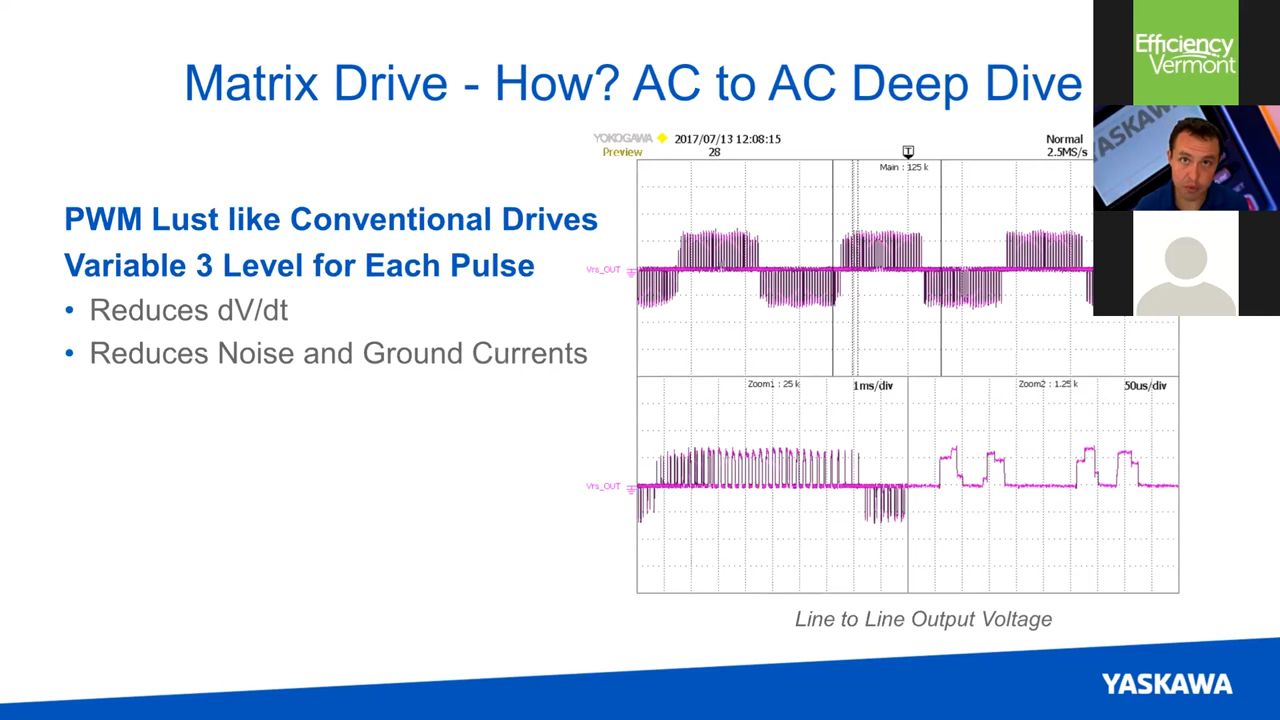 Matrix Drive - How? AC to AC Deep Dive
Efficiency
Vermont
YASKAWA
PWM Lust like Conventional Drives
Variable 3 Level for Each Pulse
• Reduces dV/dt
• Reduces Noise and Ground Currents
YOKOGAWA 2017/07/13 12:08:15 Normal
Preview 28 2.5MS/s
T
Main : 125 k
Vrs_OUT
Zoom1 : 25 k 1ms/div Zoom2 : 1.25 k 50us/div
Vrs_OUT
Line to Line Output Voltage
YASKAWA